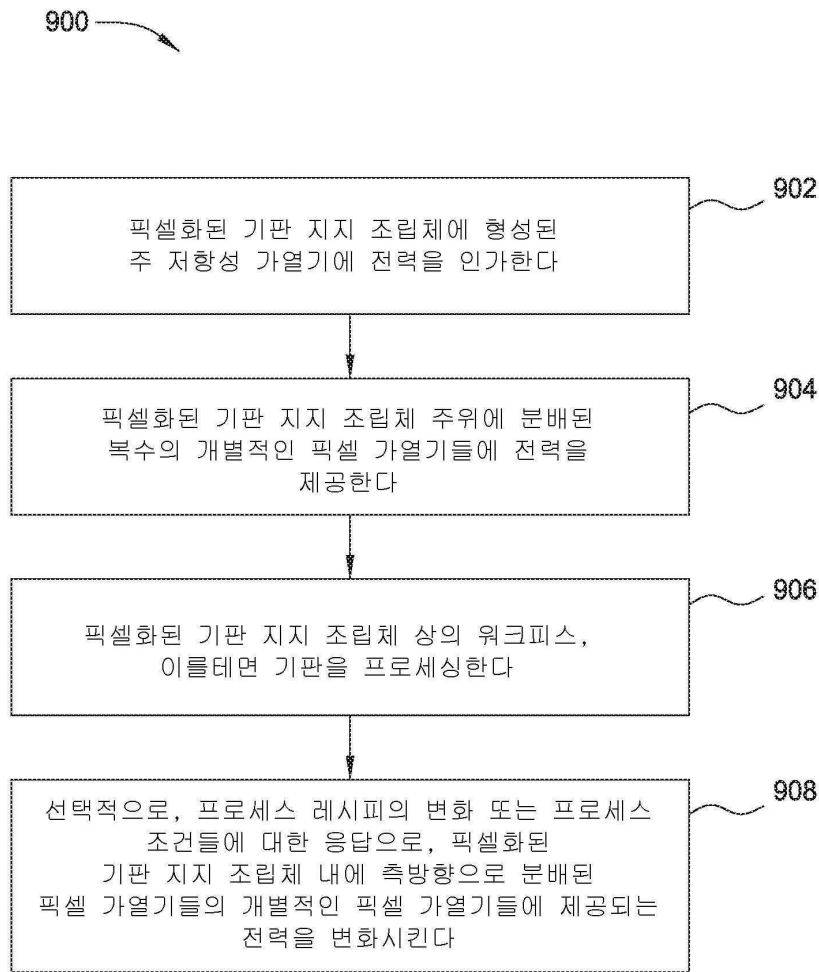 900
902
픽셀화된 기판 지지 조립체에 형성된
주 저항성 가열기에 전력을 인가한다
904
픽셀화된 기판 지지 조립체 주위에 분배된
복수의 개별적인 픽셀 가열기들에 전력을
제공한다
906
픽셀화된 기판 지지 조립체 상의 워크피스,
이를테면 기판을 프로세싱한다
908
선택적으로, 프로세스 레시피의 변화 또는 프로세스
조건들에 대한 응답으로, 픽셀화된
기판 지지 조립체 내에 측방향으로 분배된
픽셀 가열기들의 개별적인 픽셀 가열기들에 제공되는
전력을 변화시킨다